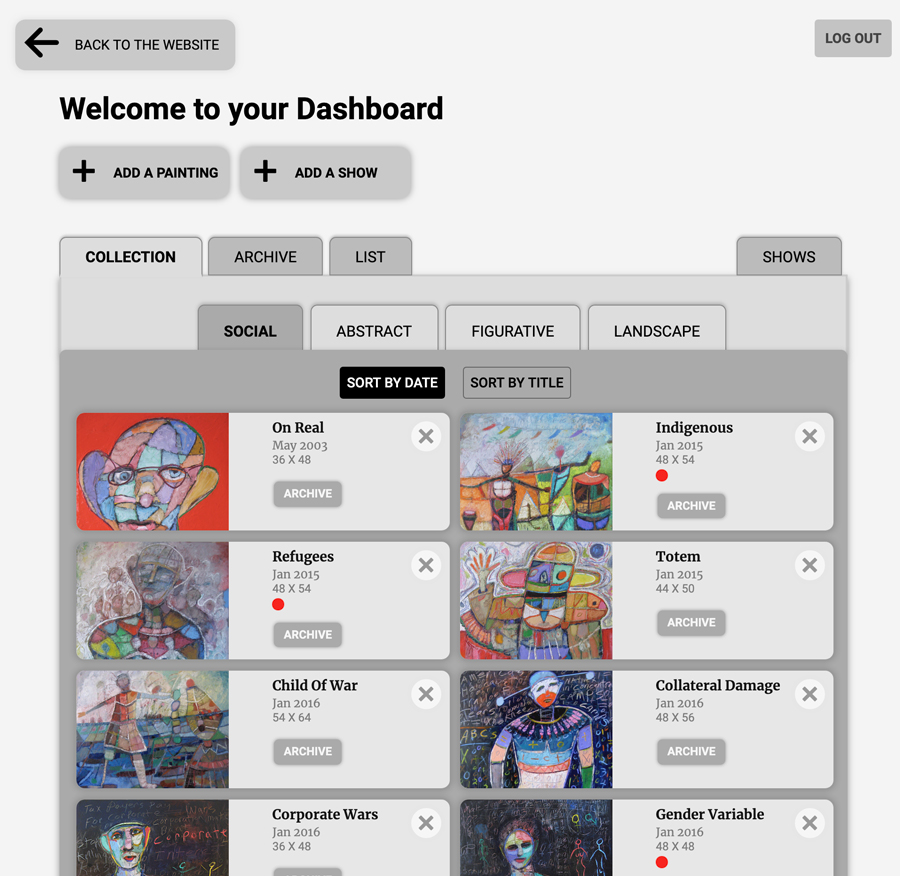 BACK TO THE WEBSITE
LOG OUT
Welcome to your Dashboard
ADD A PAINTING
ADD A SHOW
COLLECTION
ARCHIVE
LIST
SHOWS
SOCIAL
ABSTRACT
FIGURATIVE
LANDSCAPE
SORT BY DATE
SORT BY TITLE
On Real
May 2003
36 X 48
ARCHIVE
Indigenous
Jan 2015
48 X 54
ARCHIVE
Refugees
Jan 2015
48 X 54
ARCHIVE
Totem
Jan 2015
44 X 50
ARCHIVE
Child Of War
Jan 2016
54 X 64
ARCHIVE
ABCs
Collateral Damage
Jan 2016
48 X 56
ARCHIVE
corporate
Corporate Wars
Jan 2016
36 X 48
Gender Variable
Jan 2016
48 X 48